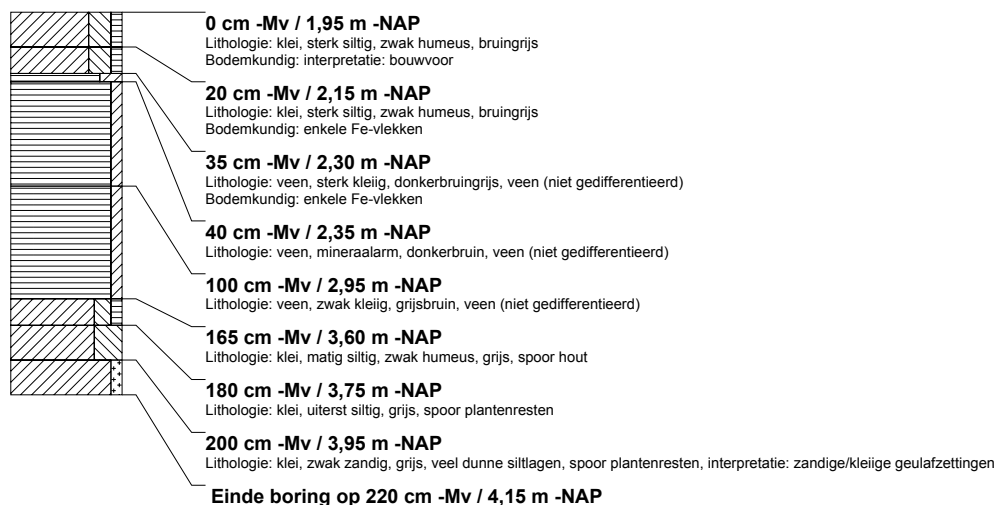 0 cm -Mv / 1,95 m -NAP
Lithologie: klei, sterk siltig, zwak humeus, bruingrijs
Bodemkundig: interpretatie: bouwvoor
20 cm -Mv / 2,15 m -NAP
Lithologie: klei, sterk siltig, zwak humeus, bruingrijs
Bodemkundig: enkele Fe-vlekken
35 cm -Mv / 2,30 m -NAP
Lithologie: veen, sterk kleiig, donkerbruingrijs, veen (niet gedifferentieerd)
Bodemkundig: enkele Fe-vlekken
40 cm -Mv / 2,35 m -NAP
Lithologie: veen, mineraalarm, donkerbruin, veen (niet gedifferentieerd)
100 cm -Mv / 2,95 m -NAP
Lithologie: veen, zwak kleiig, grijsbruin, veen (niet gedifferentieerd)
165 cm -Mv / 3,60 m -NAP
Lithologie: klei, matig siltig, zwak humeus, grijs, spoor hout
180 cm -Mv / 3,75 m -NAP
Lithologie: klei, uiterst siltig, grijs, spoor plantenresten
200 cm -Mv / 3,95 m -NAP
Lithologie: klei, zwak zandig, grijs, veel dunne siltlagen, spoor plantenresten, interpretatie: zandige/kleiige geulafzettingen
Einde boring op 220 cm -Mv / 4,15 m -NAP